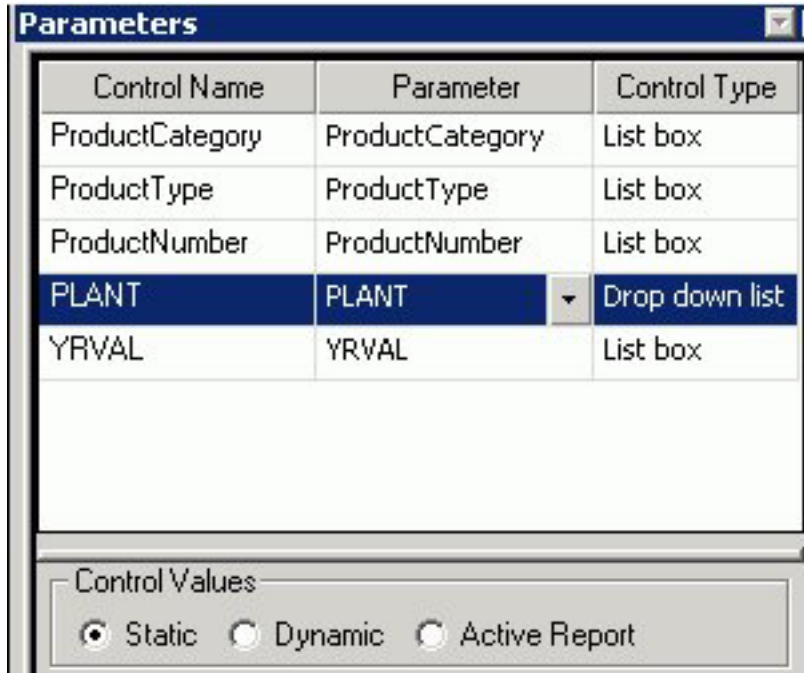 Parameters
Control Name Parameter Control Type
ProductCategory ProductCategory List box
ProductType ProductType List box
ProductNumber ProductNumber List box
PLANT PLANT Drop down list
YRVAL YRVAL List box
Control Values
Static Dynamic Active Report